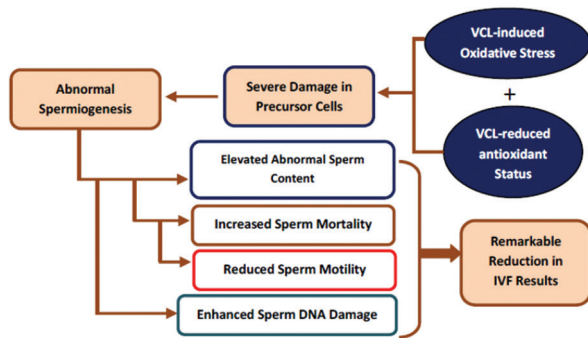 VCL-induced
Oxidative Stress
+
VCL-reduced
antioxidant
Status
Severe Damage in
Precursor Cells
Abnormal
Spermiogenesis
Elevated Abnormal Sperm
Content
Increased Sperm Mortality
Reduced Sperm Motility
Enhanced Sperm DNA Damage
Remarkable
Reduction in
IVF Results